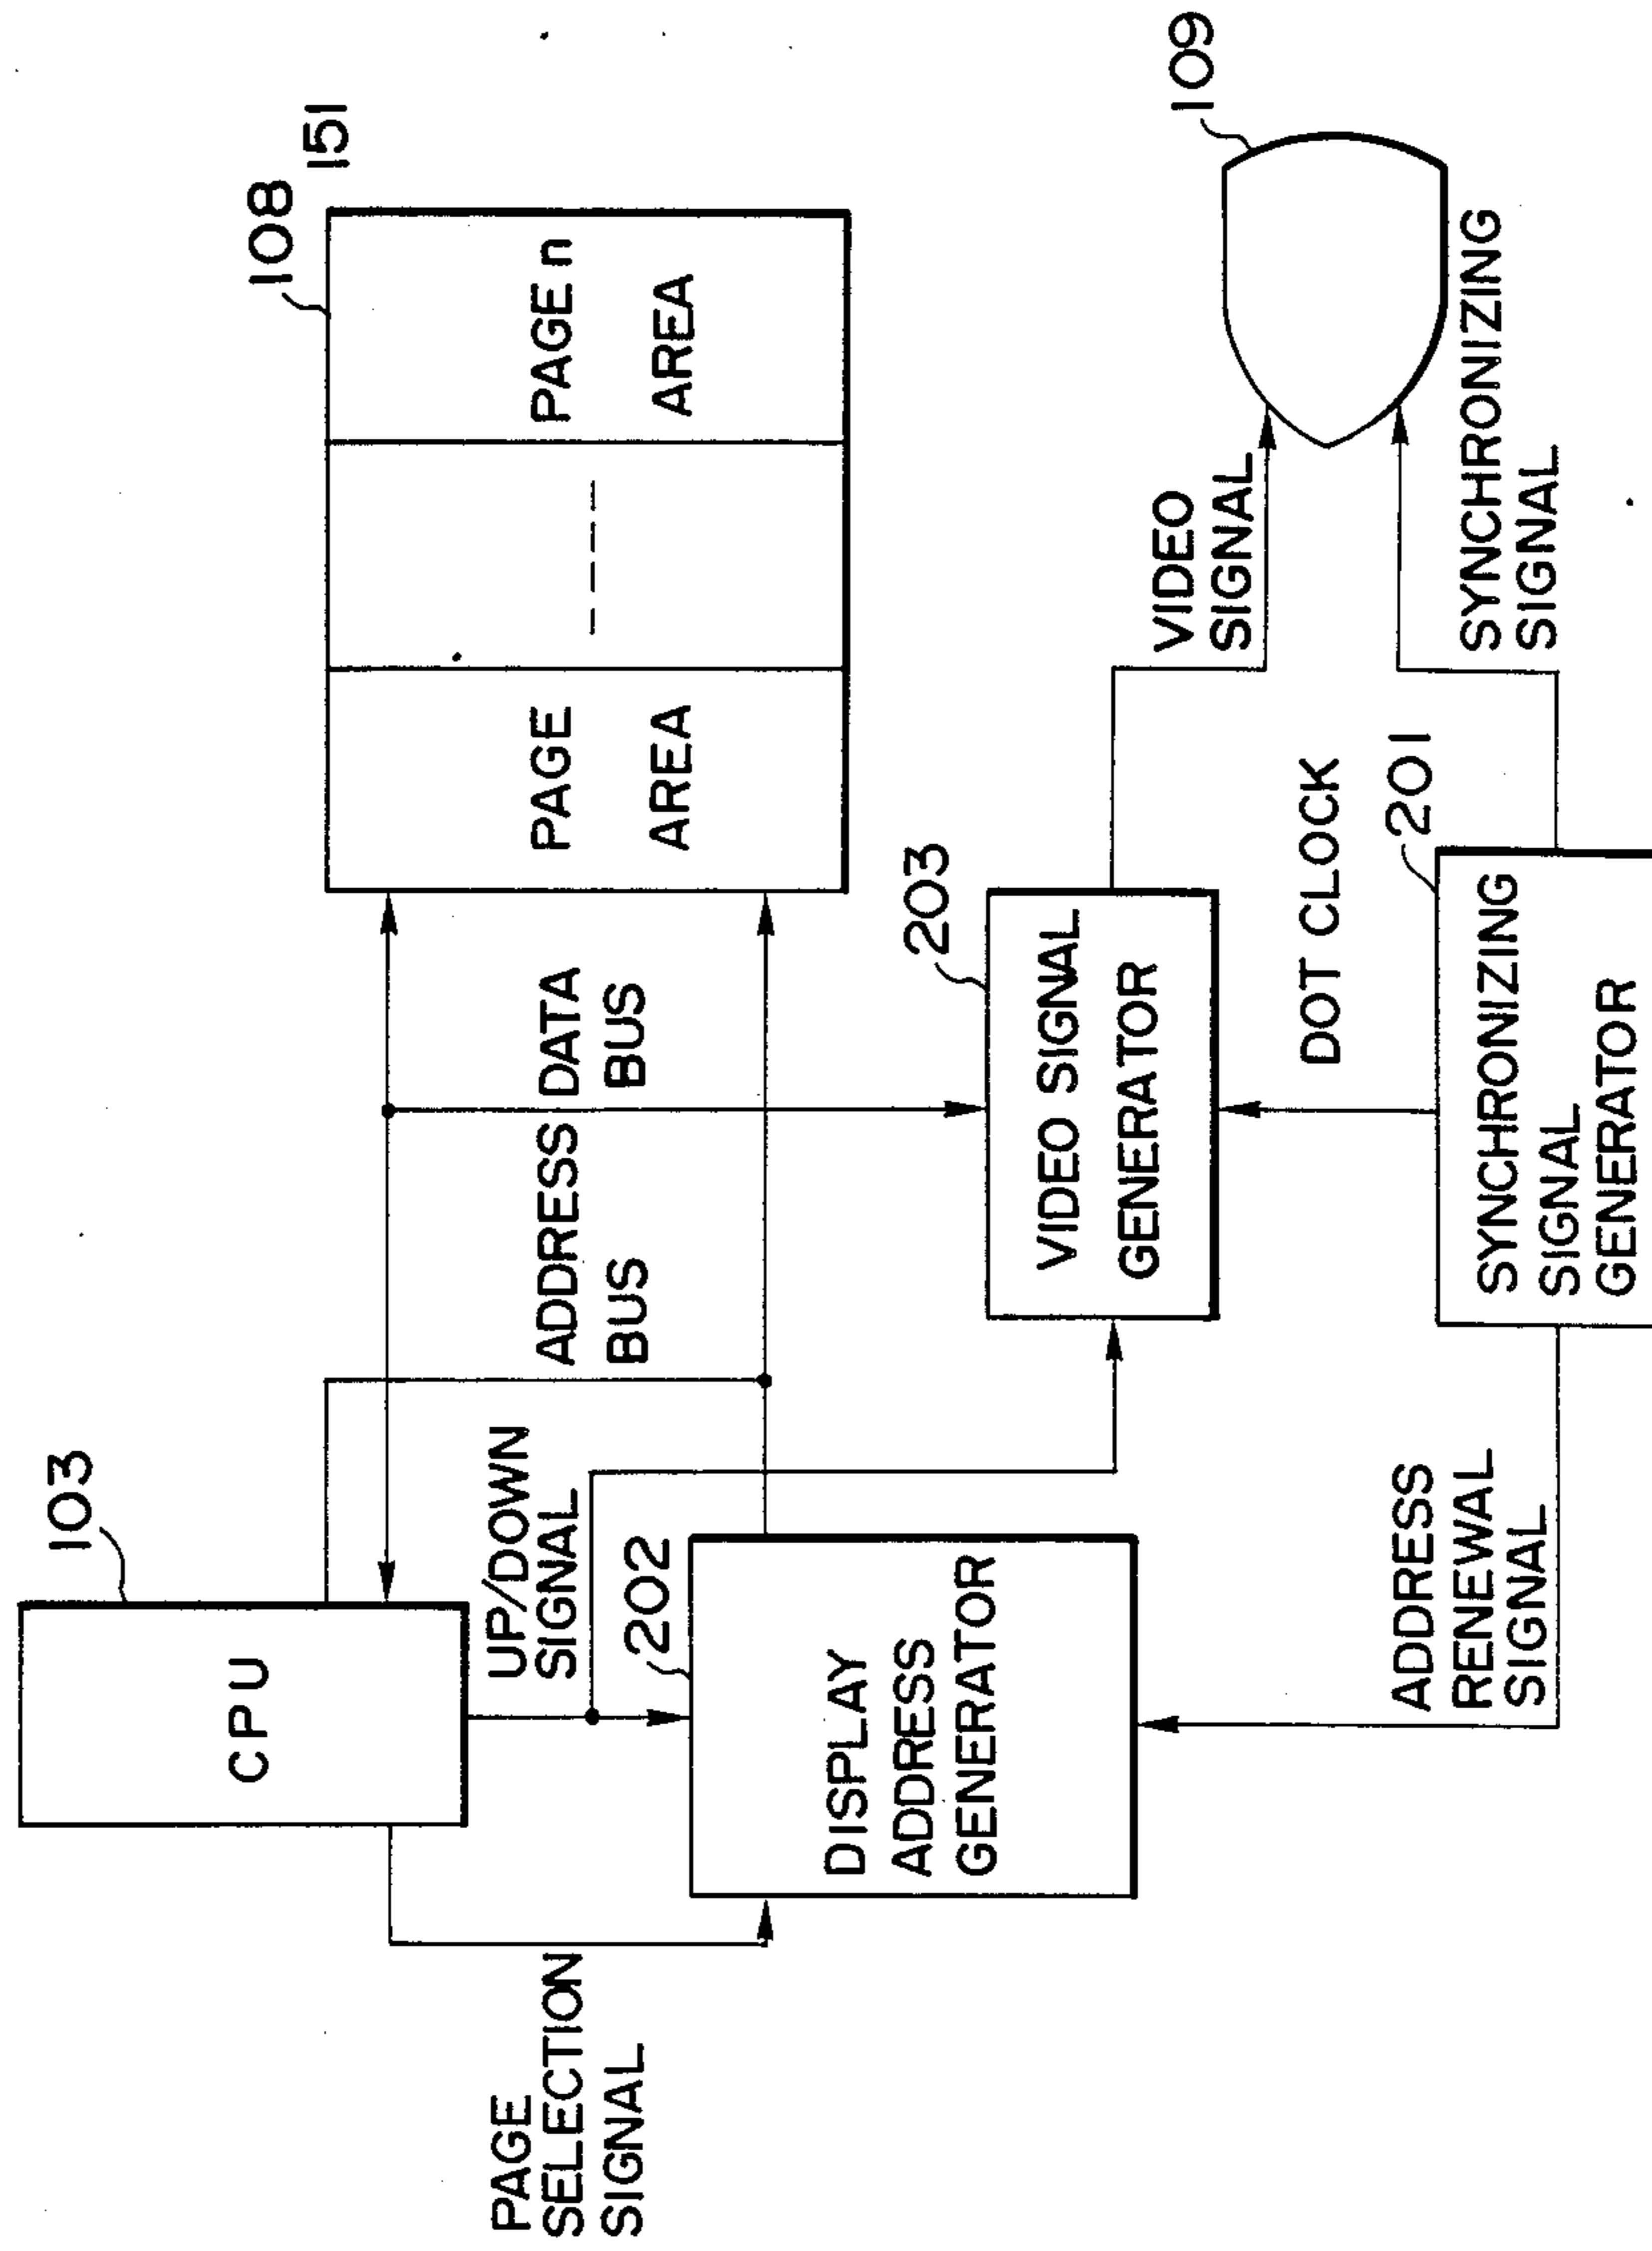 103
CPU
108
151
PAGE
AREA
PAGE n
AREA
PAGE
SELECTION
SIGNAL
UP/DOWN
SIGNAL
ADDRESS
BUS
DATA
BUS
202
DISPLAY
ADDRESS
GENERATOR
203
VIDEO SIGNAL
GENERATOR
VIDEO
SIGNAL
109
ADDRESS
RENEWAL
SIGNAL
DOT CLOCK
201
SYNCHRONIZING
SIGNAL
GENERATOR
SYNCHRONIZING
SIGNAL